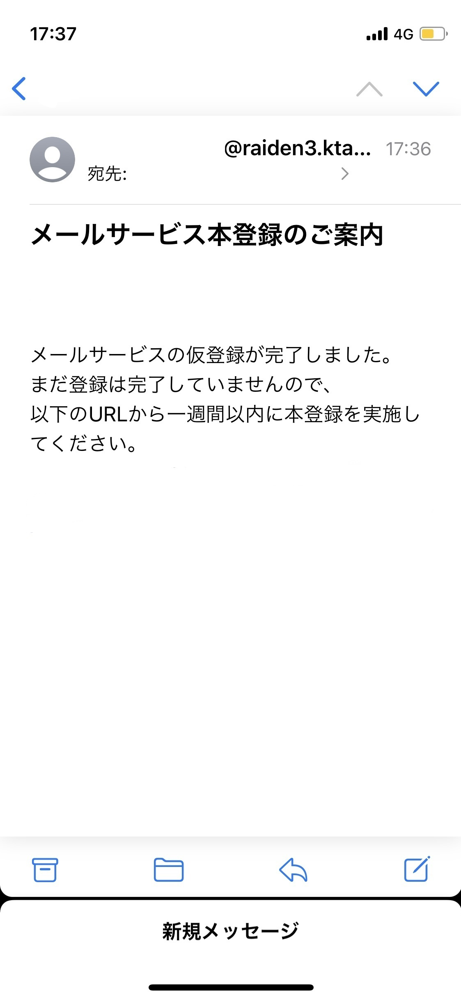 17:37
4G
@raiden3.kta... 17:36
宛先:
メールサービス本登録のご案内
メールサービスの仮登録が完了しました。
まだ登録は完了していませんので、
以下のURLから一週間以内に本登録を実施し
てください。
新規メッセージ